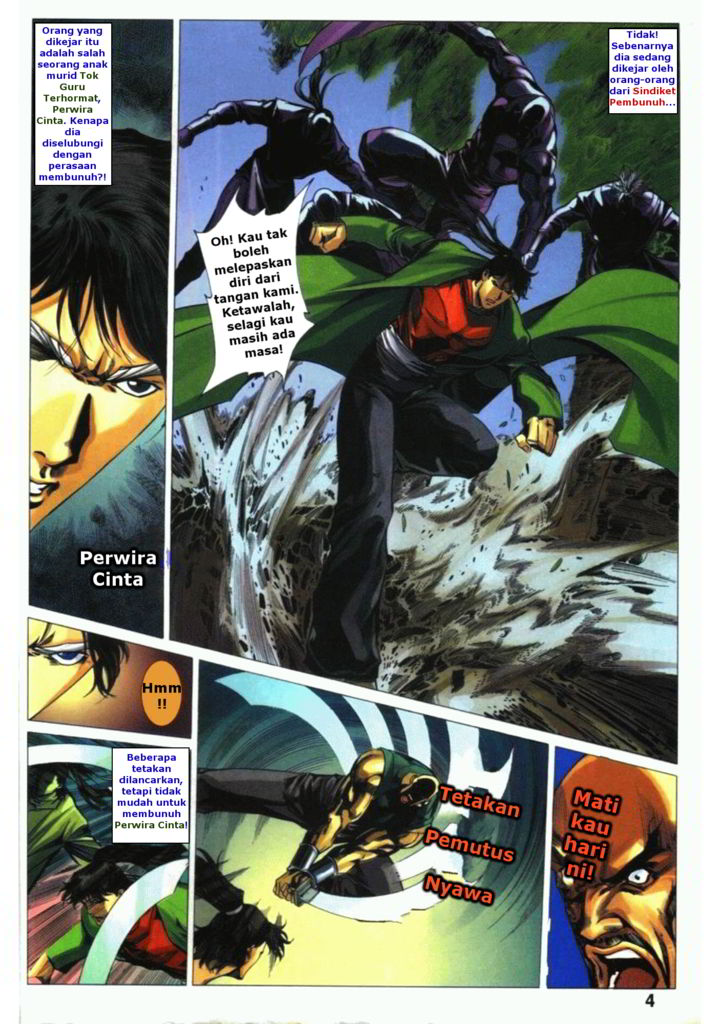 Orang yang
dikejar itu
adalah salah
seorang anak
murid Tok
Guru
Terhormat,
Perwira
Cinta. Kenapa
dia
diselubungi
dengan
perasaan
membunuh?!
Tidak!
Sebenarnya
dia sedang
dikejar oleh
orang-orang
dari Sindiket
Pembunuh...
Oh! Kau tak
boleh
melepaskan
diri dari
tangan kami.
Ketawalah,
selagi kau
masih ada
masa!
Perwira
Cinta
Hmm
!!
Beberapa
tetakan
dilancarkan,
tetapi tidak
mudah untuk
membunuh
Perwira Cinta!
Tetakan
Pemutus
Nyawa
Mati
kau
hari
ni!
4